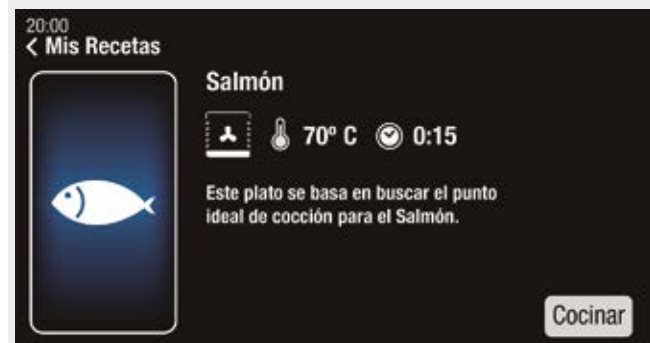 20:00
< Mis Recetas
Salmón
70º C 0:15
Este plato se basa en buscar el punto
ideal de cocción para el Salmón.
Cocinar